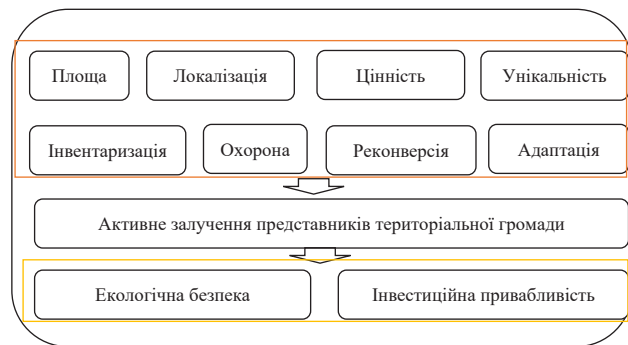 Площа Локалізація Цінність Унікальність
Інвентаризація Охорона Реконверсія Адаптація
Активне залучення представників територіальної громади
Екологічна безпека Інвестиційна привабливість